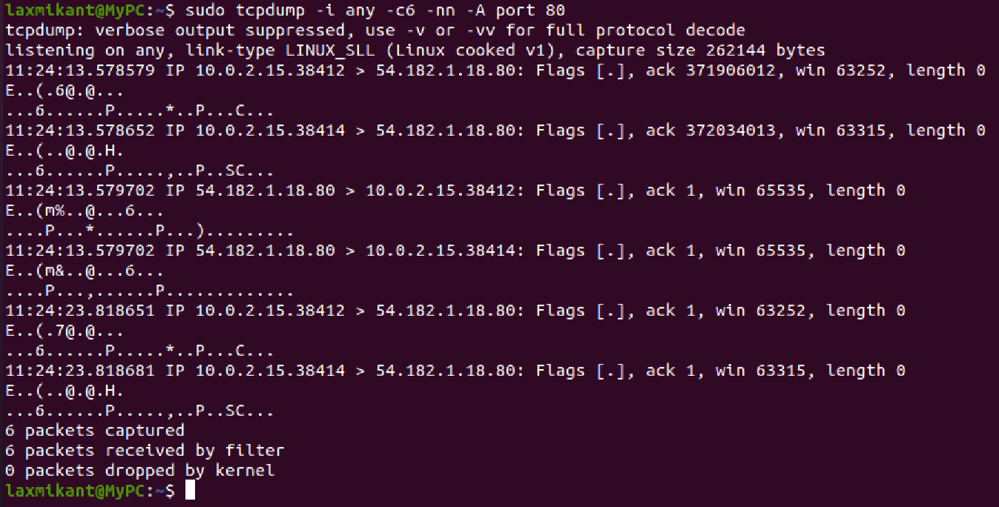 laxmikant@MyPC:~$ sudo tcpdump -i any -c6 -nn -A port 80
tcpdump: verbose output suppressed, use -v or -vv for full protocol decode
listening on any, link-type LINUX_SLL (Linux cooked v1), capture size 262144 bytes
11:24:13.578579 IP 10.0.2.15.38412 > 54.182.1.18.80: Flags [.], ack 371906012, win 63252, length 0
E..(.6@.@...
...6......P.....*..P...C...
11:24:13.578652 IP 10.0.2.15.38414 > 54.182.1.18.80: Flags [.], ack 372034013, win 63315, length 0
E..(..@.@.H.
...6......P.....,..P..SC...
11:24:13.579702 IP 54.182.1.18.80 > 10.0.2.15.38412: Flags [.], ack 1, win 65535, length 0
E..(m%..@...6...
....P...*......P...).........
11:24:13.579702 IP 54.182.1.18.80 > 10.0.2.15.38414: Flags [.], ack 1, win 65535, length 0
E..(m&..@...6...
....P...,......P.............
11:24:23.818651 IP 10.0.2.15.38412 > 54.182.1.18.80: Flags [.], ack 1, win 63252, length 0
E..(.7@.@...
...6......P.....*..P...C...
11:24:23.818681 IP 10.0.2.15.38414 > 54.182.1.18.80: Flags [.], ack 1, win 63315, length 0
E..(..@.@.H.
...6......P.....,..P..SC...
6 packets captured
6 packets received by filter
0 packets dropped by kernel
laxmikant@MyPC:~$